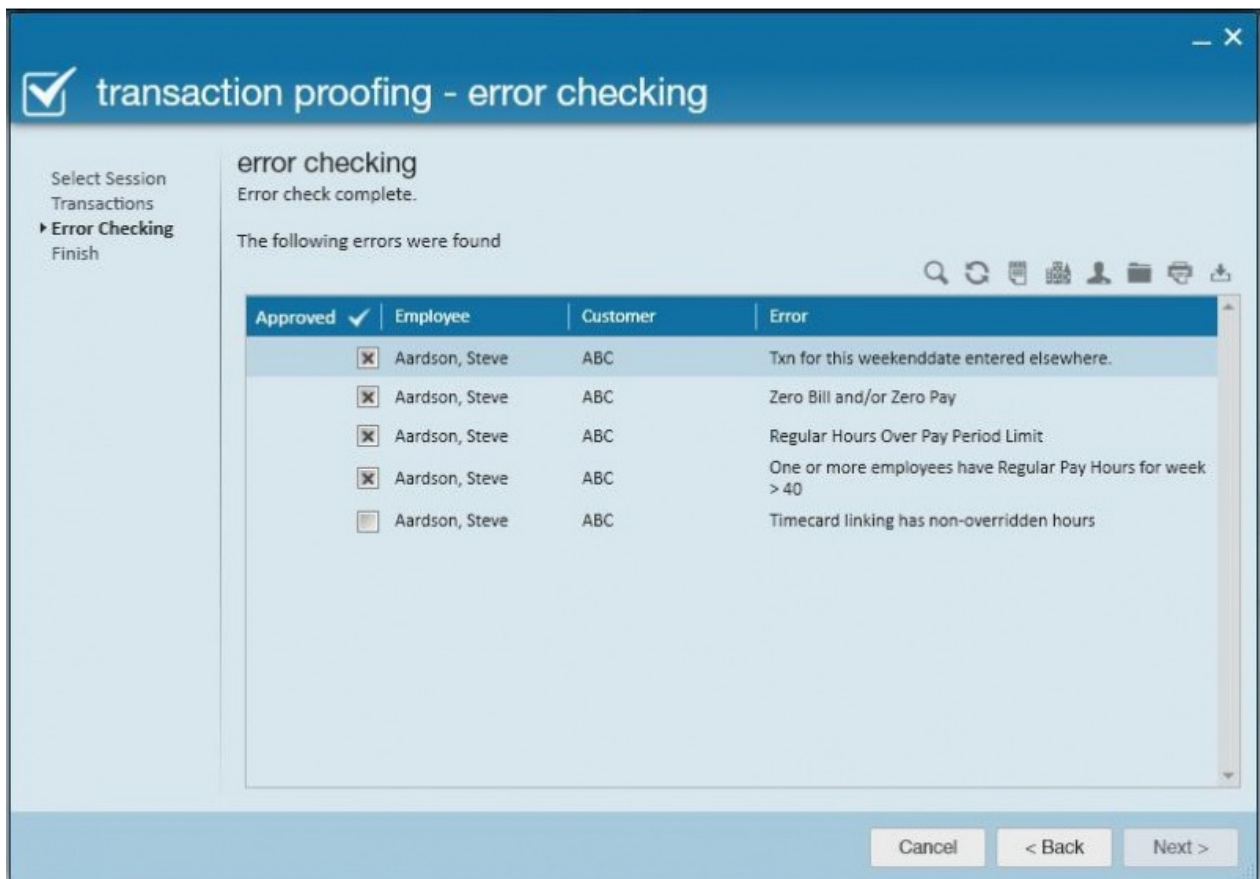 transaction proofing - error checking
Select Session
Transactions
Error Checking
Finish
error checking
Error check complete.
The following errors were found
Approved Employee Customer Error
Aardson, Steve ABC Txn for this weekenddate entered elsewhere.
Aardson, Steve ABC Zero Bill and/or Zero Pay
Aardson, Steve ABC Regular Hours Over Pay Period Limit
Aardson, Steve ABC One or more employees have Regular Pay Hours for week
> 40
Aardson, Steve ABC Timecard linking has non-overridden hours
Cancel < Back Next >